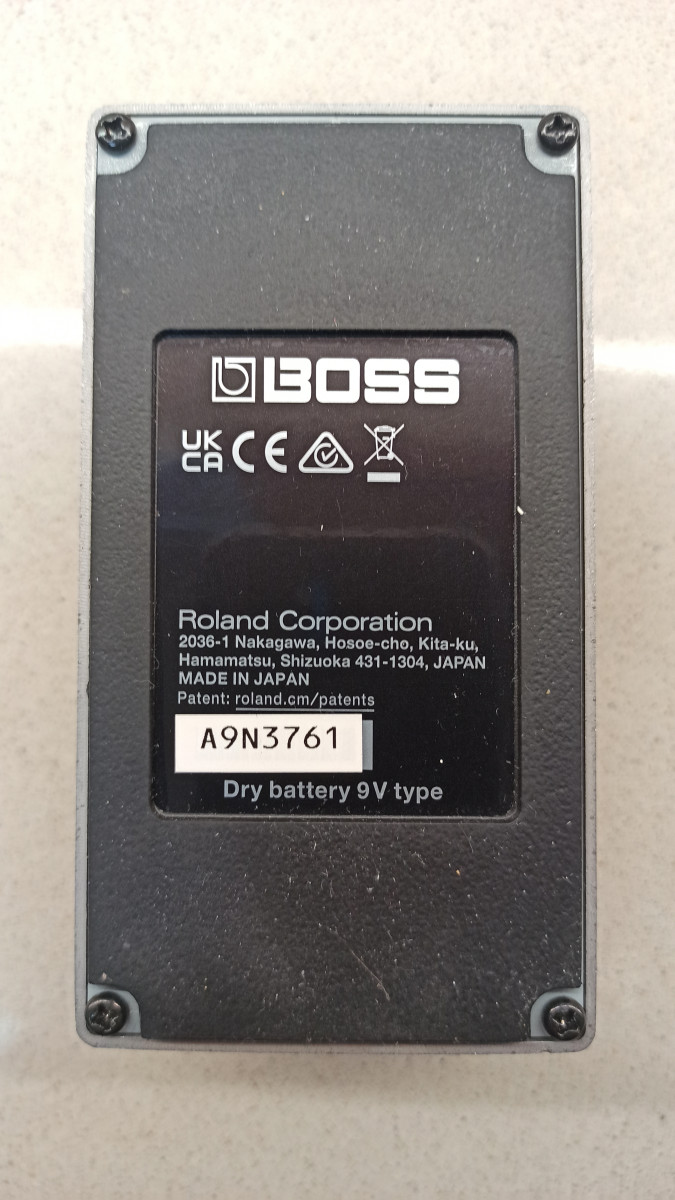 BOSS
UK
CA CE
Roland Corporation
2036-1 Nakagawa, Hosoe-cho, Kita-ku,
Hamamatsu, Shizuoka 431-1304, JAPAN
MADE IN JAPAN
Patent: roland.cm/patents
A9N3761
Dry battery 9V type